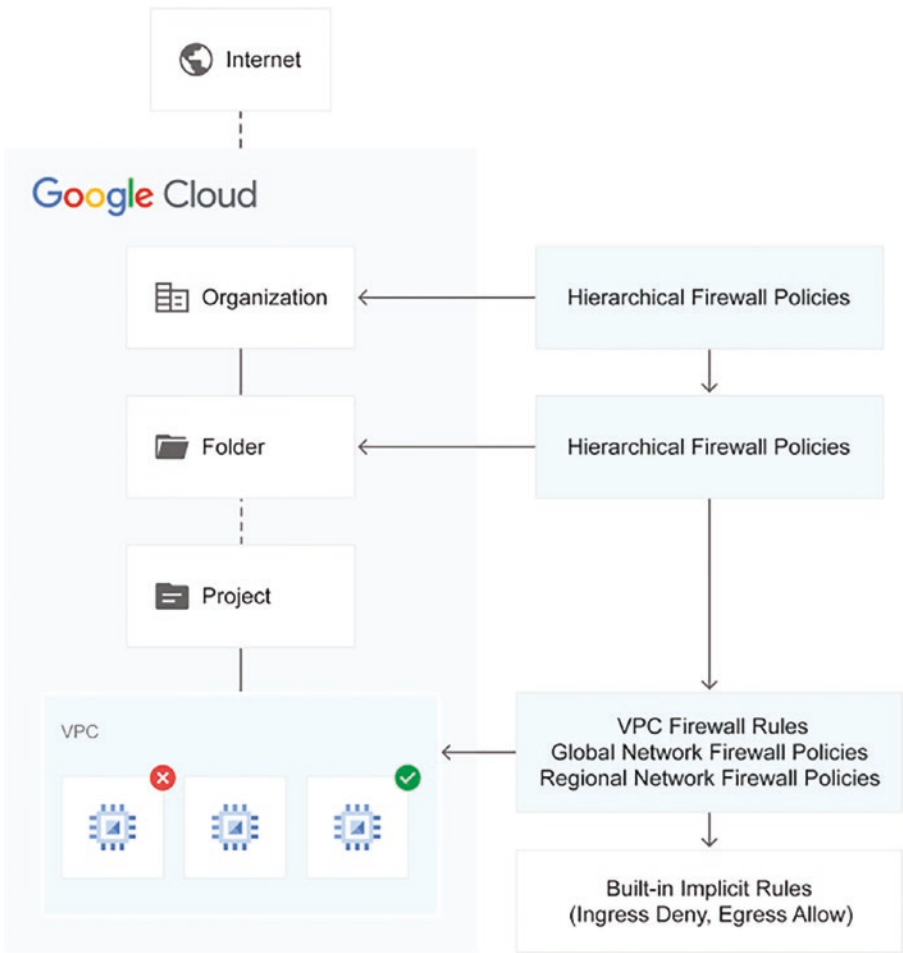 Internet
Google Cloud
Organization
Hierarchical Firewall Policies
Folder
Hierarchical Firewall Policies
Project
VPC
VPC Firewall Rules
Global Network Firewall Policies
Regional Network Firewall Policies
Built-in Implicit Rules
(Ingress Deny, Egress Allow)